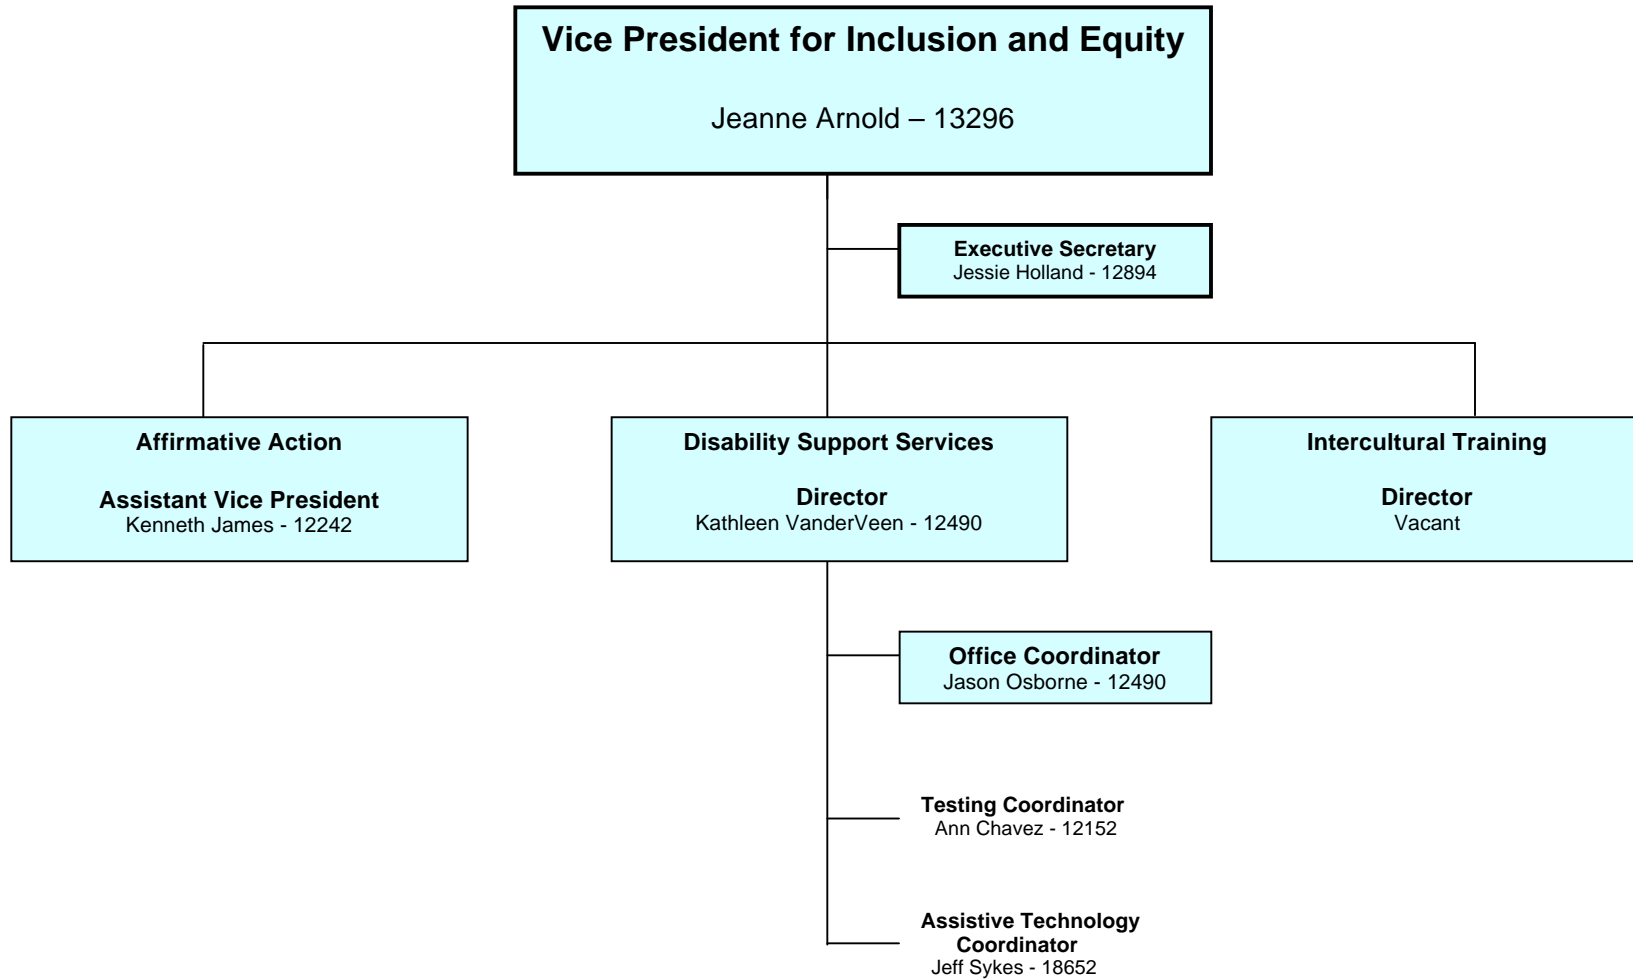 Vice President for Inclusion and Equity
Jeanne Arnold – 13296
Executive Secretary
Jessie Holland - 12894
Affirmative Action
Assistant Vice President
Kenneth James - 12242
Disability Support Services
Director
Kathleen VanderVeen - 12490
Intercultural Training
Director
Vacant
Office Coordinator
Jason Osborne - 12490
Testing Coordinator
Ann Chavez - 12152
Assistive Technology
Coordinator
Jeff Sykes - 18652